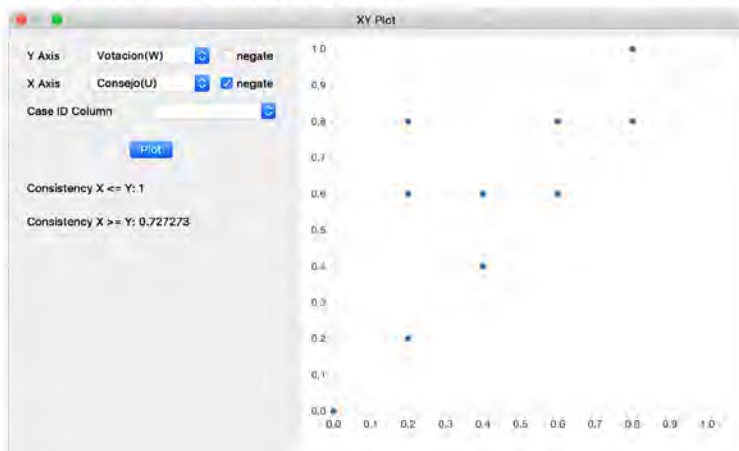 XY Plot
Y Axis Votacion(W) negate
X Axis Consejo(U) negate
Case ID Column
Plot
Consistency X <= Y: 1
Consistency X >= Y: 0.727273
1.0
0.9
0.8
0.7
0.6
0.5
0.4
0.3
0.2
0.1
0.0
0.0 0.1 0.2 0.3 0.4 0.5 0.6 0.7 0.8 0.9 1.0